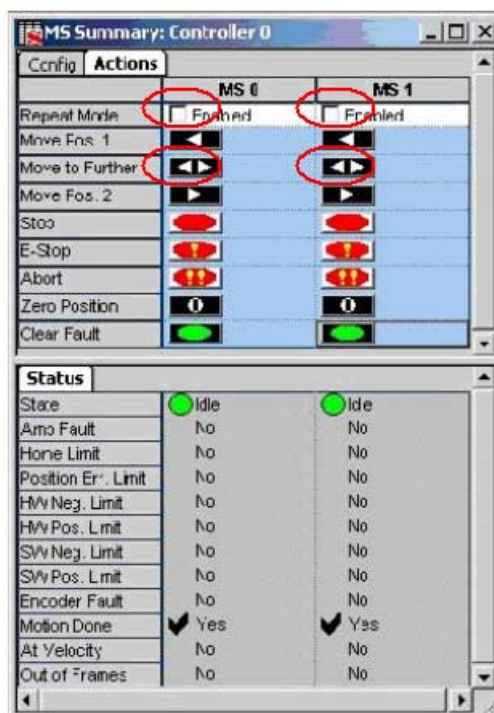 MS Summary: Controller 0
Config Actions
MS 0 MS 1
Repeat Mode Enabled Enabled
Move Pos. 1
Move to Further
Move Pos. 2
Stop
E-Stop
Abort
Zero Position 0 0
Clear Fault
Status
State Idle Idle
Amp Fault No No
Home Limit No No
Position Err. Limit No No
HW Neg. Limit No No
HW Pos. Limit No No
SW Neg. Limit No No
SW Pos. Limit No No
Encoder Fault No No
Motion Done Yes Yes
At Velocity No No
Out of Frames No No